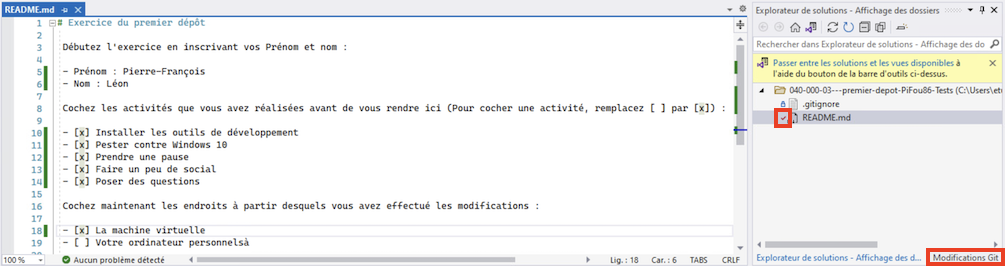 README.md
1 # Exercice du premier dépôt
2
3 Débutez l'exercice en inscrivant vos Prénom et nom :
4
5 - Prénom : Pierre-François
6 - Nom : Léon
7
8 Cochez les activités que vous avez réalisées avant de vous rendre ici (Pour cocher une activité, remplacez [ ] par [x]) :
9
10 - [x] Installer les outils de développement
11 - [x] Pester contre Windows 10
12 - [x] Prendre une pause
13 - [x] Faire un peu de social
14 - [x] Poser des questions
15
16 Cochez maintenant les endroits à partir desquels vous avez effectué les modifications :
17
18 - [x] La machine virtuelle
19 - [ ] Votre ordinateur personnelsà
100 %
Aucun problème détecté
Lig. : 18
Car. : 6
TABS
CRLF
Explorateur de solutions - Affichage des dossiers
Rechercher dans Explorateur de solutions - Affichage des do
Passer entre les solutions et les vues disponibles à
l'aide du bouton de la barre d'outils ci-dessus.
040-000-03---premier-depot-PiFou86-Tests (C:\Users\etu
.gitignore
README.md
Explorateur de solutions - Affichage des d...
Modifications Git